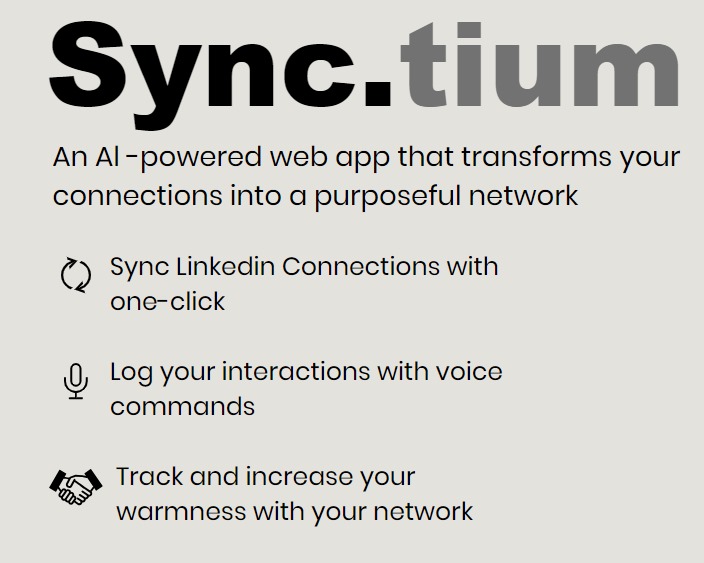 Sync.tium
An AI -powered web app that transforms your
connections into a purposeful network
Sync Linkedin Connections with
one-click
Log your interactions with voice
commands
Track and increase your
warmness with your network